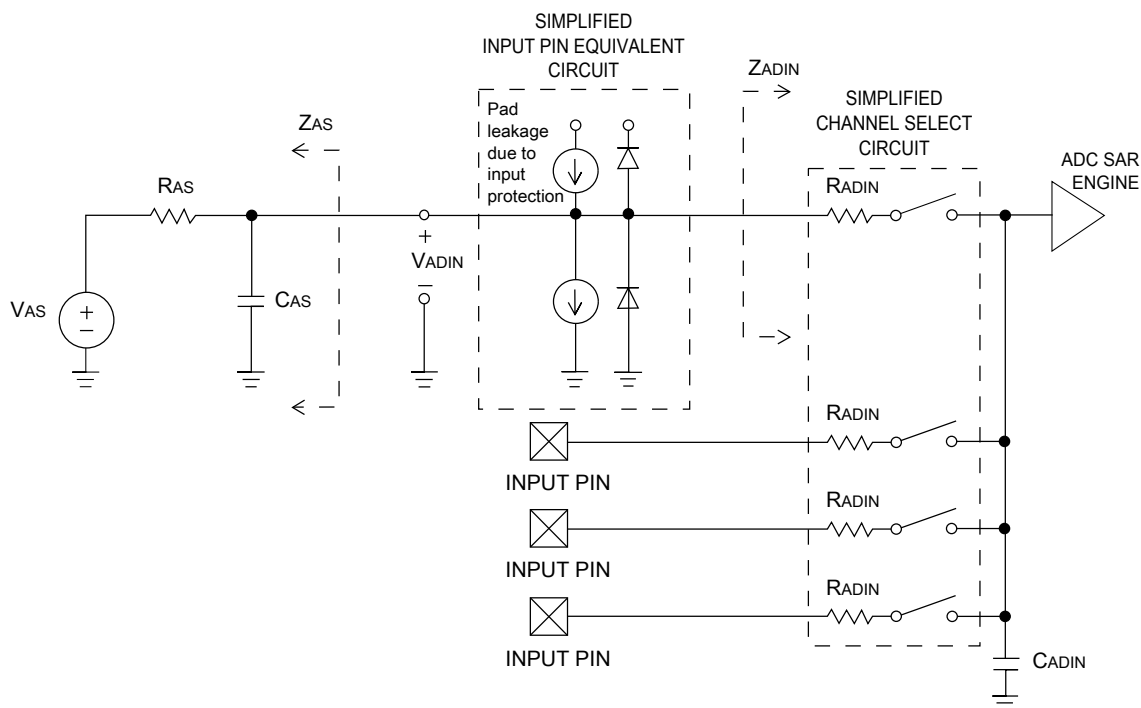 SIMPLIFIED
INPUT PIN EQUIVALENT
CIRCUIT
ZADIN
SIMPLIFIED
CHANNEL SELECT
CIRCUIT
Pad
leakage
due to
input
protection
ZAS
ADC SAR
ENGINE
RAS
RADIN
+
VADIN
−
CAS
VAS
+
−
RADIN
INPUT PIN
RADIN
INPUT PIN
RADIN
INPUT PIN
CADIN